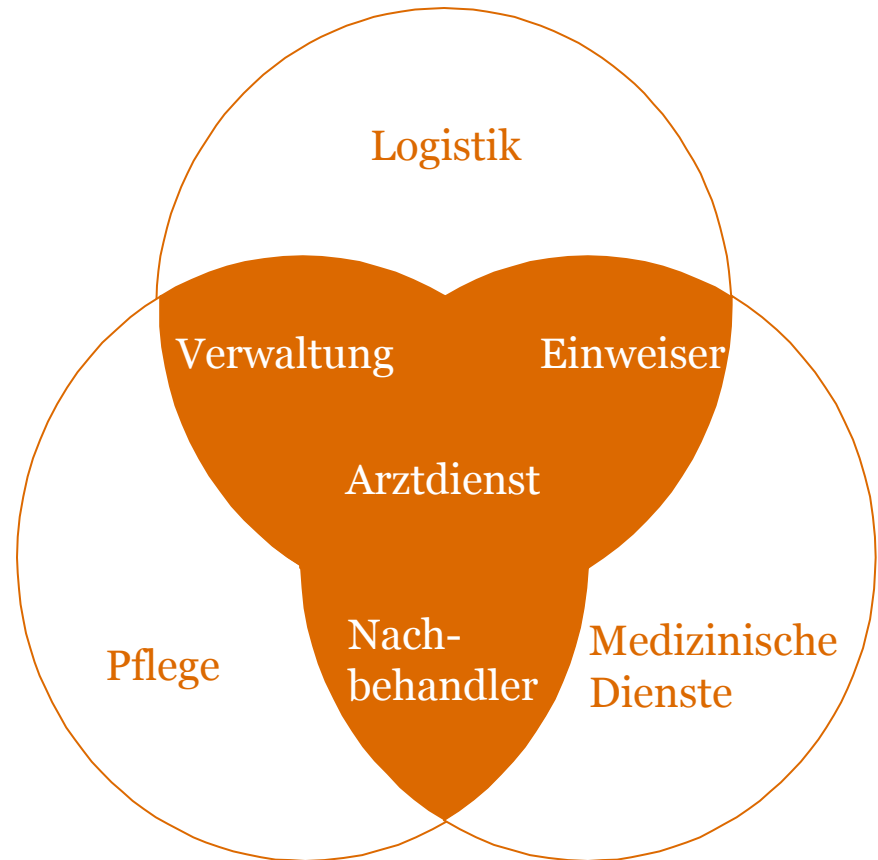 Logistik
Verwaltung
Einweiser
Arztdienst
Pflege
Nach-
behandler
Medizinische
Dienste